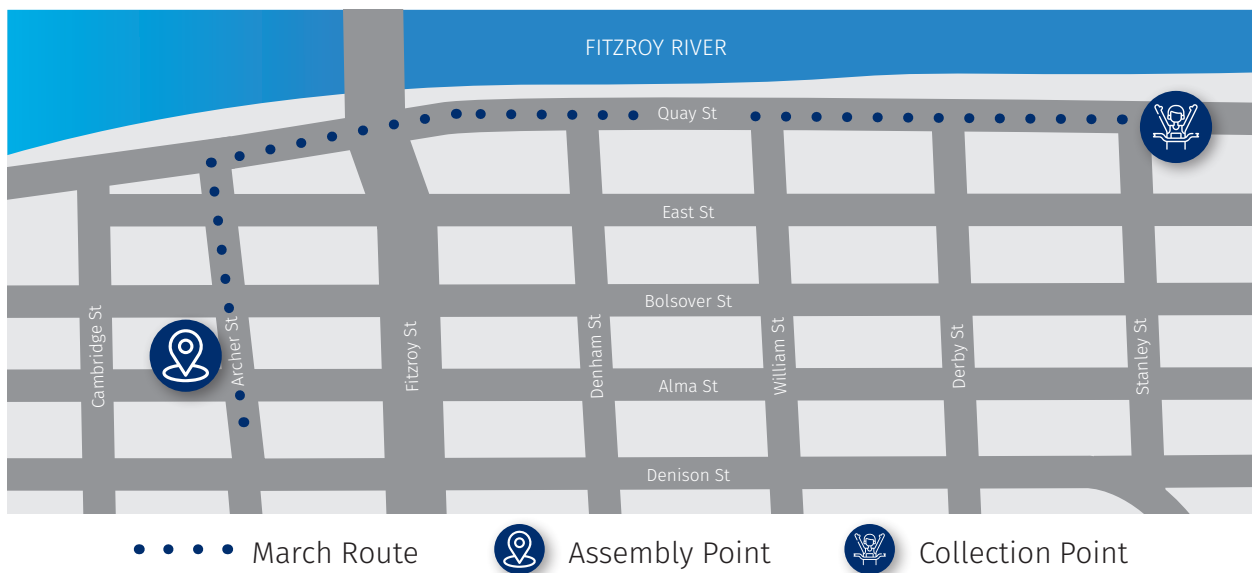 FITZROY RIVER
Quay St
East St
Bolsover St
Cambridge St
Archer St
Fitzroy St
Denham St
William St
Derby St
Stanley St
Alma St
Denison St
March Route
Assembly Point
Collection Point